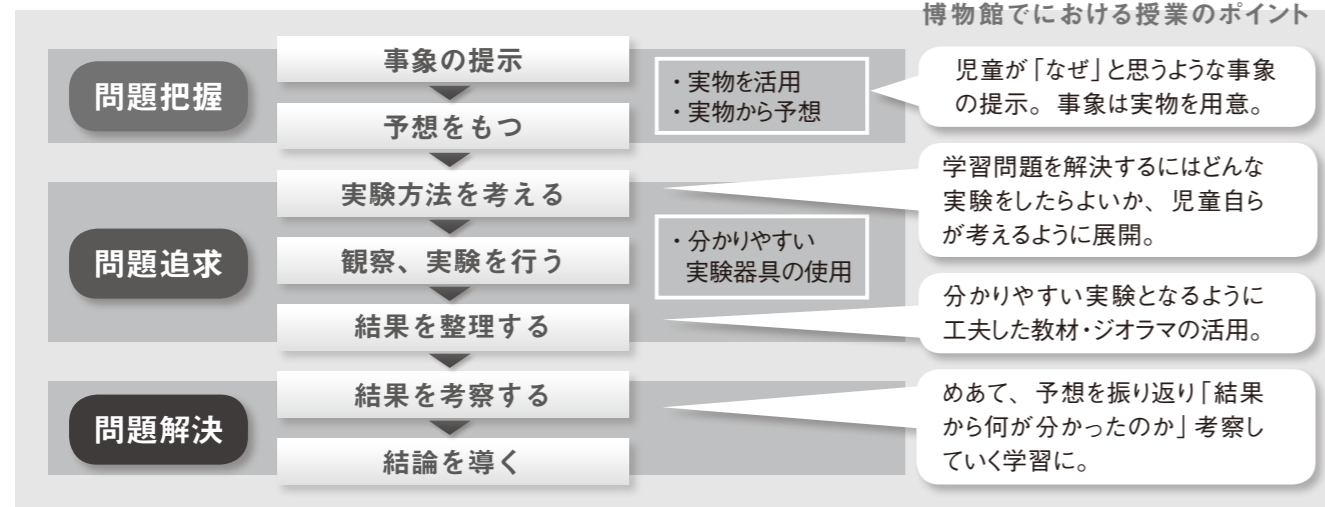 博物館でにおける授業のポイント
問題把握
事象の提示
予想をもつ
・実物を活用
・実物から予想
児童が「なぜ」と思うような事象
の提示。事象は実物を用意。
問題追求
実験方法を考える
観察、実験を行う
結果を整理する
・分かりやすい
実験器具の使用
学習問題を解決するにはどんな
実験をしたらよいか、児童自ら
が考えるように展開。
分かりやすい実験となるように
工夫した教材・ジオラマの活用。
問題解決
結果を考察する
結論を導く
めあて、予想を振り返り「結果
から何が分かったのか」考察し
ていく学習に。